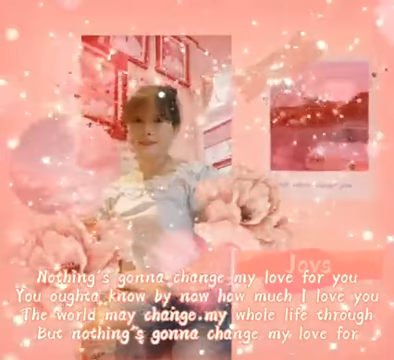 Joys
Nothing's gonna change my love for you
You oughta know by now how much I love you
The world may change my whole life through
But nothing's gonna change my love for